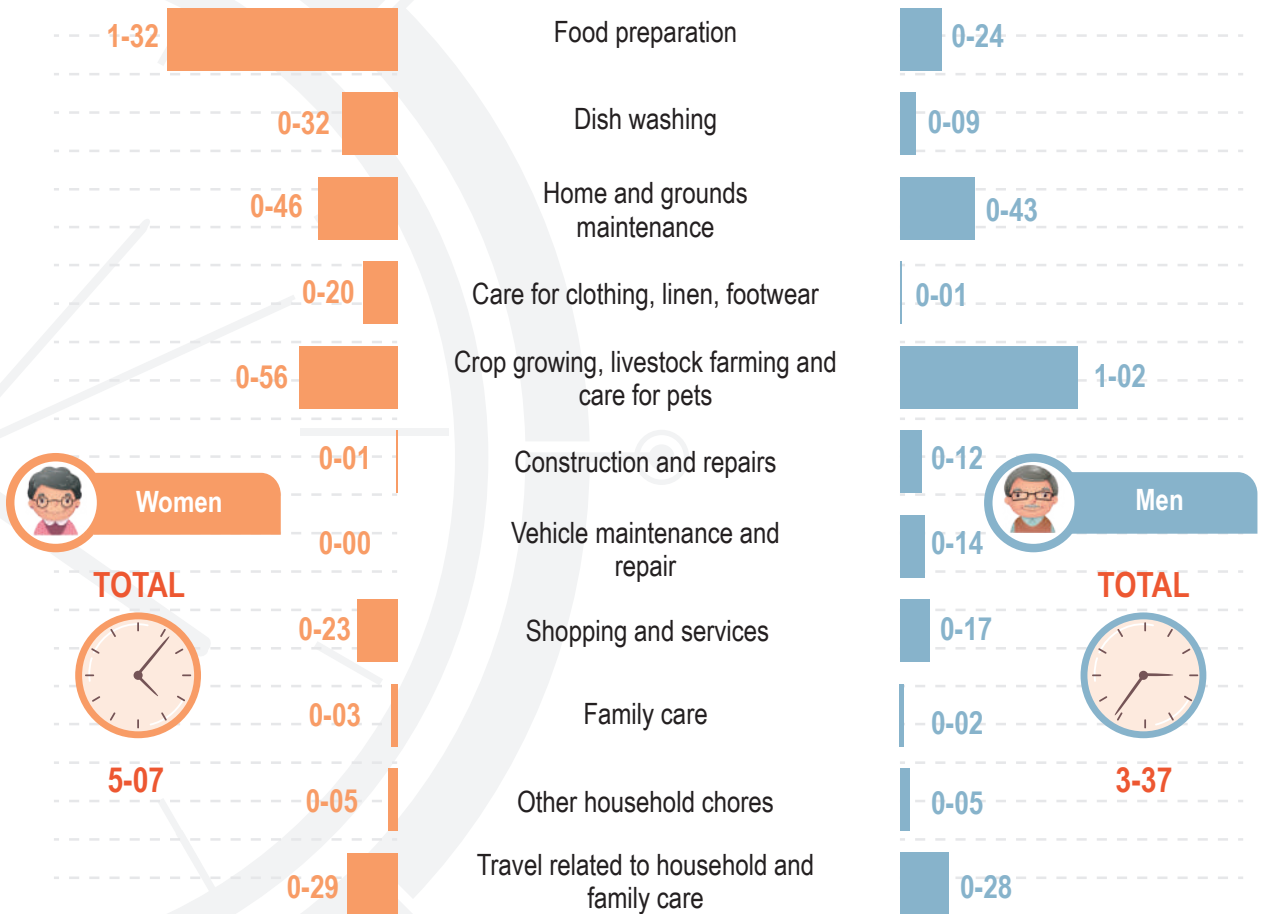 1-32
Food preparation
0-24
0-32
Dish washing
0-09
0-46
Home and grounds
maintenance
0-43
0-20
Care for clothing, linen, footwear
0-01
0-56
Crop growing, livestock farming and
care for pets
1-02
0-01
Construction and repairs
0-12
Women
Men
0-00
Vehicle maintenance and
repair
0-14
TOTAL
TOTAL
0-23
Shopping and services
0-17
0-03
Family care
0-02
5-07
3-37
0-05
Other household chores
0-05
0-29
Travel related to household and
family care
0-28